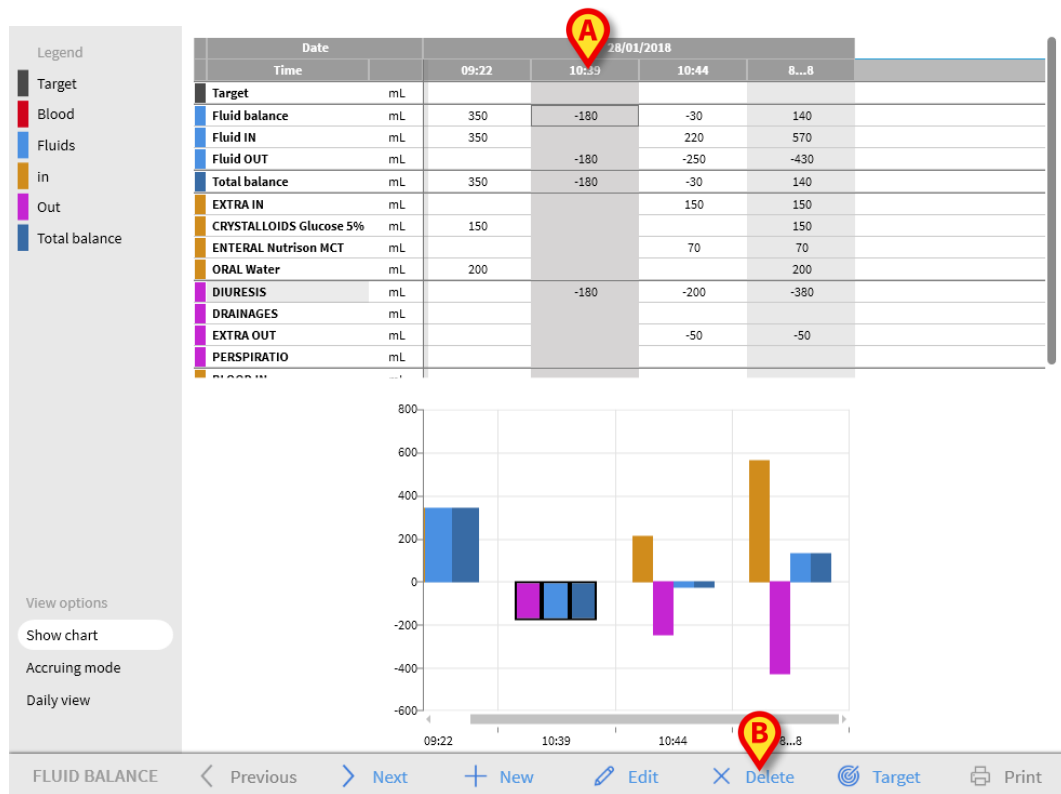 A
Legend
Target
Blood
Fluids
in
Out
Total balance
Date 28/01/2018
Time 09:22 10:39 10:44 8...8
Target mL
Fluid balance mL 350 -180 -30 140
Fluid IN mL 350 220 570
Fluid OUT mL -180 -250 -430
Total balance mL 350 -180 -30 140
EXTRA IN mL 150 150
CRYSTALLOIDS Glucose 5% mL 150 150
ENTERAL Nutrison MCT mL 70 70
ORAL Water mL 200 200
DIURESIS mL -180 -200 -380
DRAINAGES mL
EXTRA OUT mL -50 -50
PERSPIRATIO mL
800
600
400
200
0
-200
-400
-600
09:22 10:39 10:44 8...8
View options
Show chart
Accruing mode
Daily view
B
FLUID BALANCE Previous Next New Edit Delete Target Print